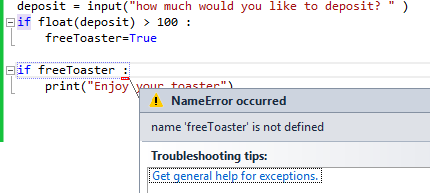 deposit = input("how much would you like to deposit? " )
if float(deposit) > 100 :
freeToaster=True
if freeToaster :
print("Enjoy your toaster")
NameError occurred
name 'freeToaster' is not defined
Troubleshooting tips:
Get general help for exceptions.